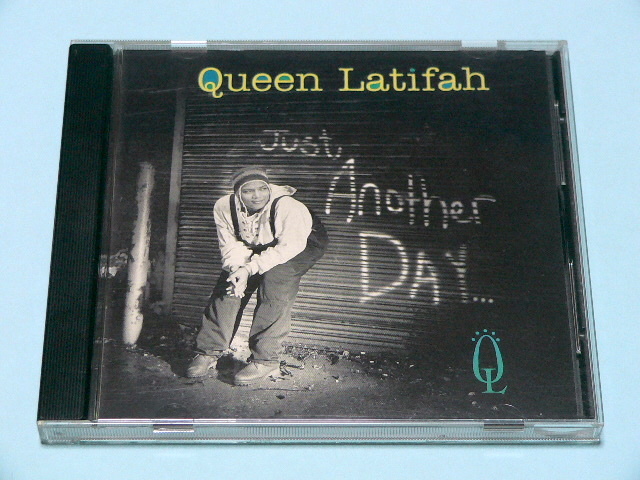 Queen Latifah
Just
Another
DAY...
QL